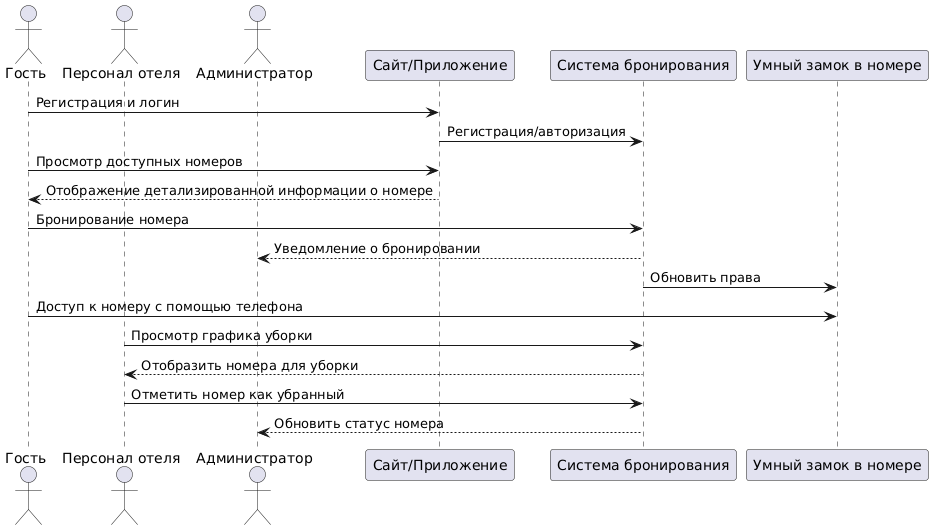 Гость
Персонал отеля
Администратор
Сайт/Приложение
Система бронирования
Умный замок в номере
Регистрация и логин
Регистрация/авторизация
Просмотр доступных номеров
Отображение детализированной информации о номере
Бронирование номера
Уведомление о бронировании
Обновить права
Доступ к номеру с помощью телефона
Просмотр графика уборки
Отобразить номера для уборки
Отметить номер как убранный
Обновить статус номера
Гость
Персонал отеля
Администратор
Сайт/Приложение
Система бронирования
Умный замок в номере